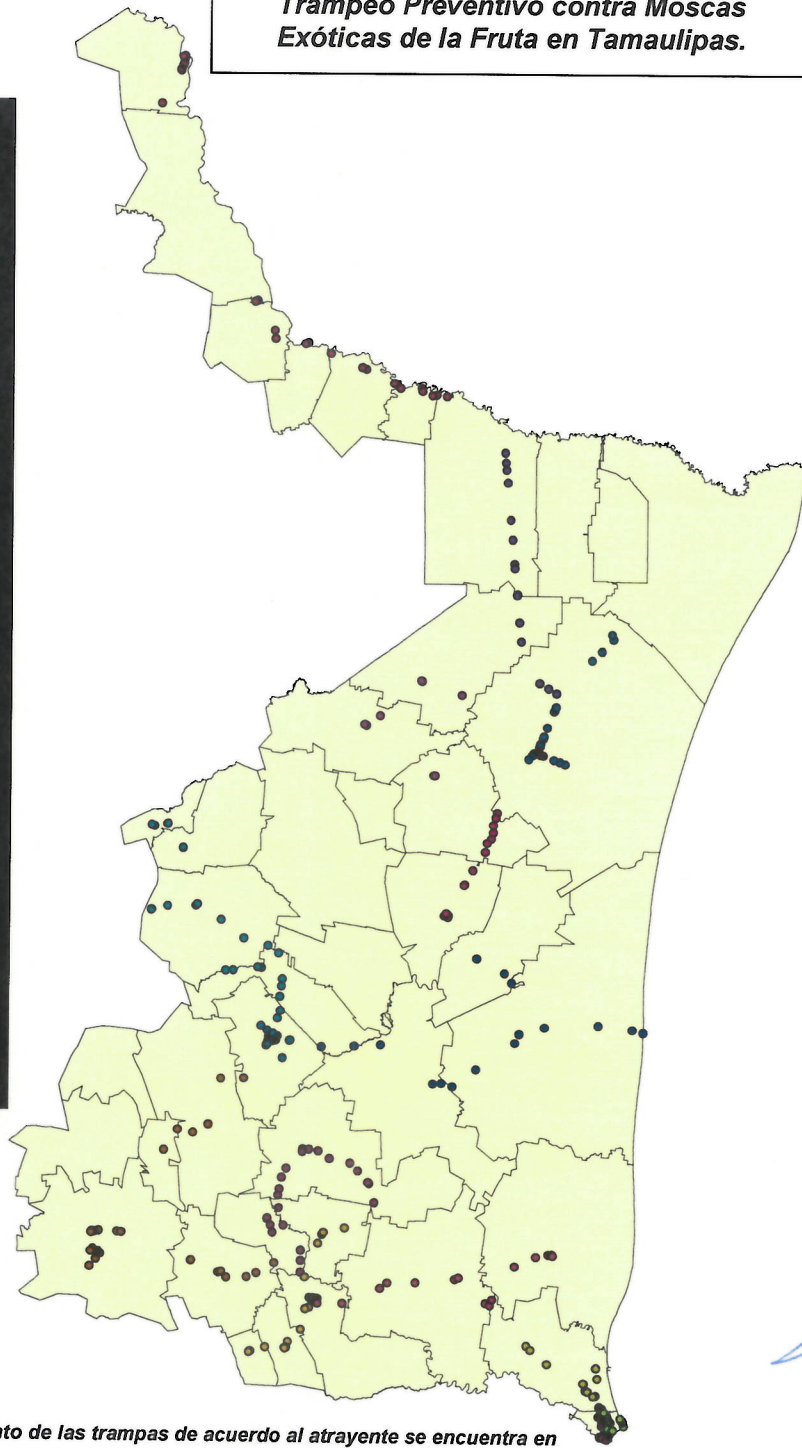 Trampeo Preventivo contra Moscas
Exóticas de la Fruta en Tamaulipas.
nto de las trampas de acuerdo al atrayente se encuentra en